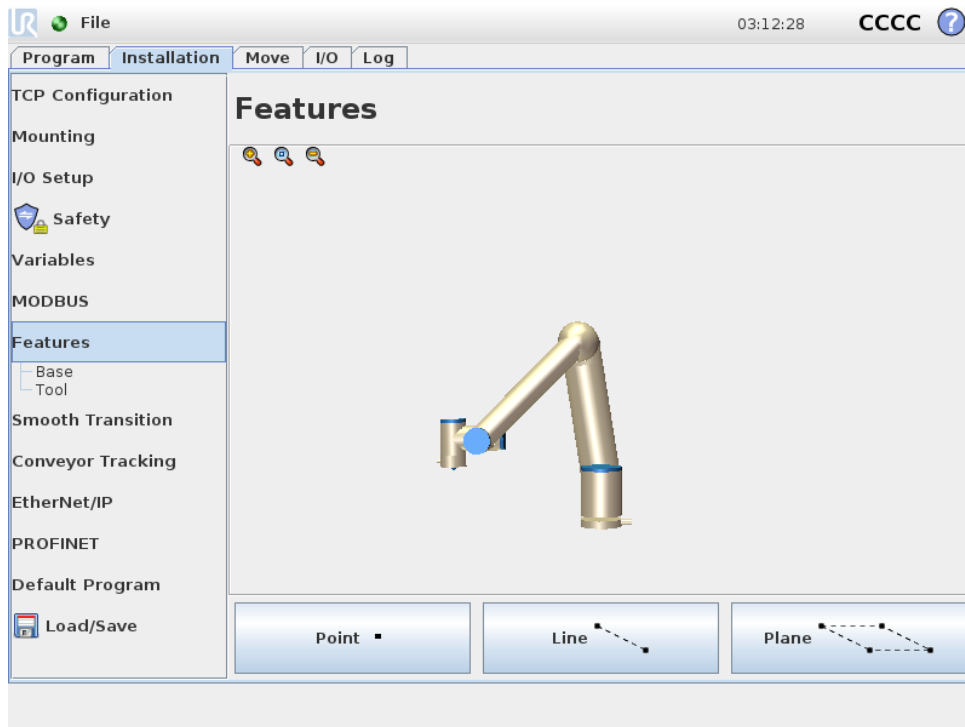 UR File 03:12:28 CCCC ?
Program Installation Move I/O Log
TCP Configuration
Mounting
I/O Setup
Safety
Variables
MODBUS
Features
Base
Tool
Smooth Transition
Conveyor Tracking
EtherNet/IP
PROFINET
Default Program
Load/Save
Features
Point
Line
Plane